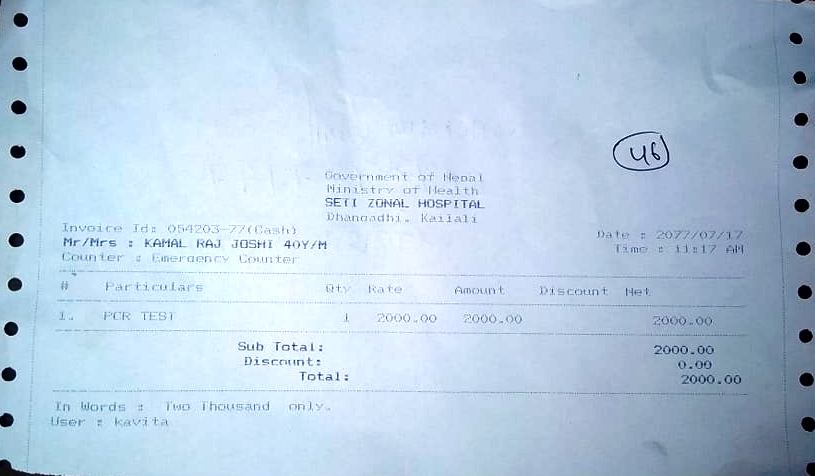 46
Government of Nepal
Ministry of Health
SETI ZONAL HOSPITAL
Dhangadhi, Kailali
Invoice Id: 054203-77(Cash) Date : 2077/07/17
Mr/Mrs : KAMAL RAJ JOSHI 40Y/M Time : 11:17 AM
Counter : Emergency Counter
# Particulars Qty Rate Amount Discount Net
1. PCR TEST 1 2000.00 2000.00 2000.00
Sub Total: 2000.00
Discount: 0.00
Total: 2000.00
In Words : Two Thousand only.
User : kavita